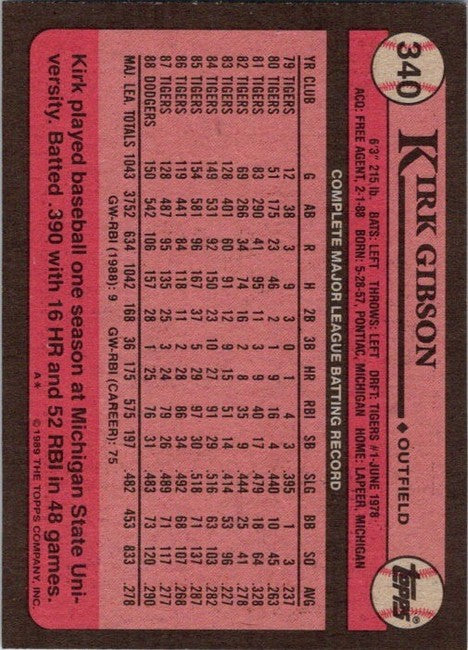 340
KIRK GIBSON ♦ OUTFIELD
topps
6'3" 215 lb. BATS: LEFT THROWS: LEFT DRFT: TIGERS #1-JUNE 1978
ACQ: FREE AGENT, 2-1-88 BORN: 5-28-57, PONTIAC, MICHIGAN HOME: LAPEER, MICHIGAN
COMPLETE MAJOR LEAGUE BATTING RECORD
YR CLUB G AB R H 2B 3B HR RBI SB SLG BB SO AVG
79 TIGERS 12 38 3 9 3 0 1 4 3 .395 1 3 .237
80 TIGERS 51 175 23 46 2 1 9 16 4 .440 10 45 .263
81 TIGERS 83 290 41 95 11 3 9 40 17 .479 18 64 .328
82 TIGERS 69 266 34 74 16 2 8 35 9 .444 25 41 .278
83 TIGERS 128 401 60 91 12 9 15 51 14 .414 53 96 .227
84 TIGERS 149 531 92 150 23 10 27 91 29 .516 63 103 .282
85 TIGERS 154 581 96 167 37 5 29 97 30 .518 71 137 .287
86 TIGERS 119 441 84 118 11 2 28 86 34 .492 68 107 .268
87 TIGERS 128 487 95 135 25 3 24 79 26 .489 71 117 .277
88 DODGERS 150 542 106 157 28 1 25 76 31 .483 73 120 .290
MAJ. LEA. TOTALS 1043 3752 634 1042 168 36 175 575 197 .482 453 833 .278
GW-RBI (1988): 9 GW-RBI (CAREER): 75
Kirk played baseball one season at Michigan State Uni-
versity. Batted .390 with 16 HR and 52 RBI in 48 games.
A* ©1989 THE TOPPS COMPANY, INC.